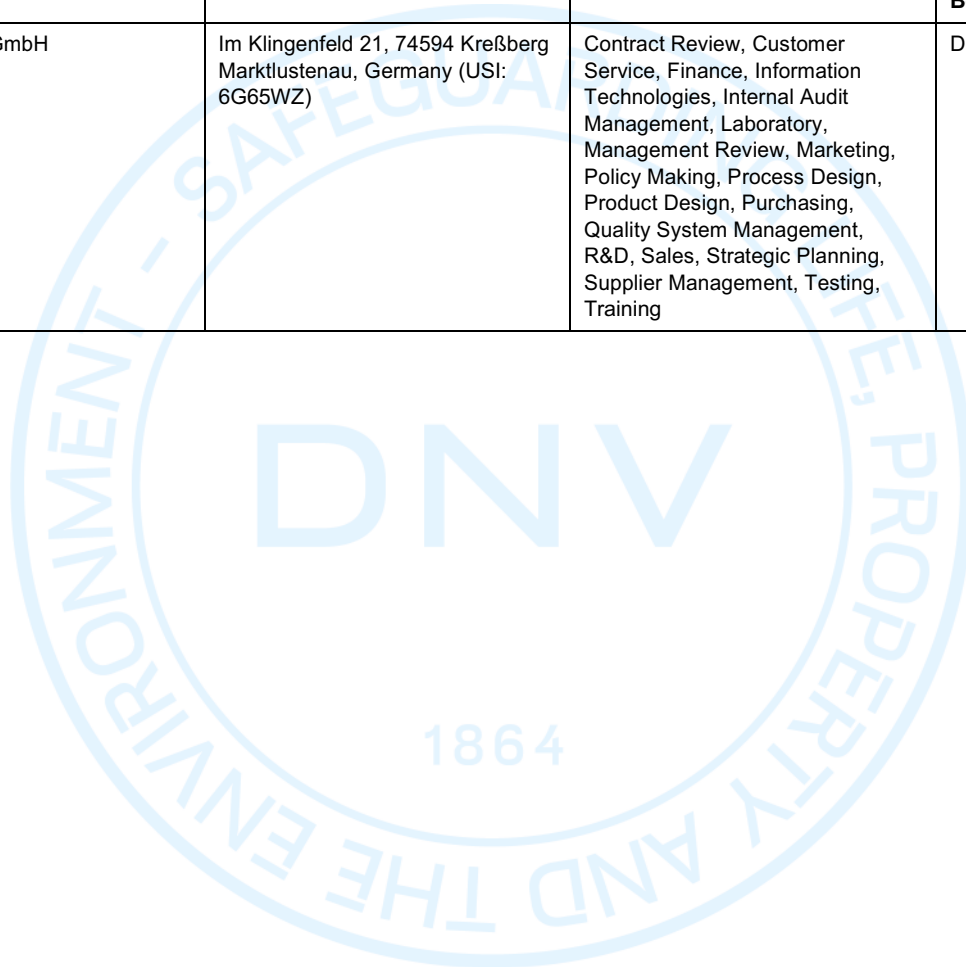 B
GmbH
Im Klingenfeld 21, 74594 Kreßberg
Marktlustenau, Germany (USI:
6G65WZ)
Contract Review, Customer
Service, Finance, Information
Technologies, Internal Audit
Management, Laboratory,
Management Review, Marketing,
Policy Making, Process Design,
Product Design, Purchasing,
Quality System Management,
R&D, Sales, Strategic Planning,
Supplier Management, Testing,
Training
D
SAFEGUARDING LIFE, PROPERTY AND THE ENVIRONMENT -
DNV
1864